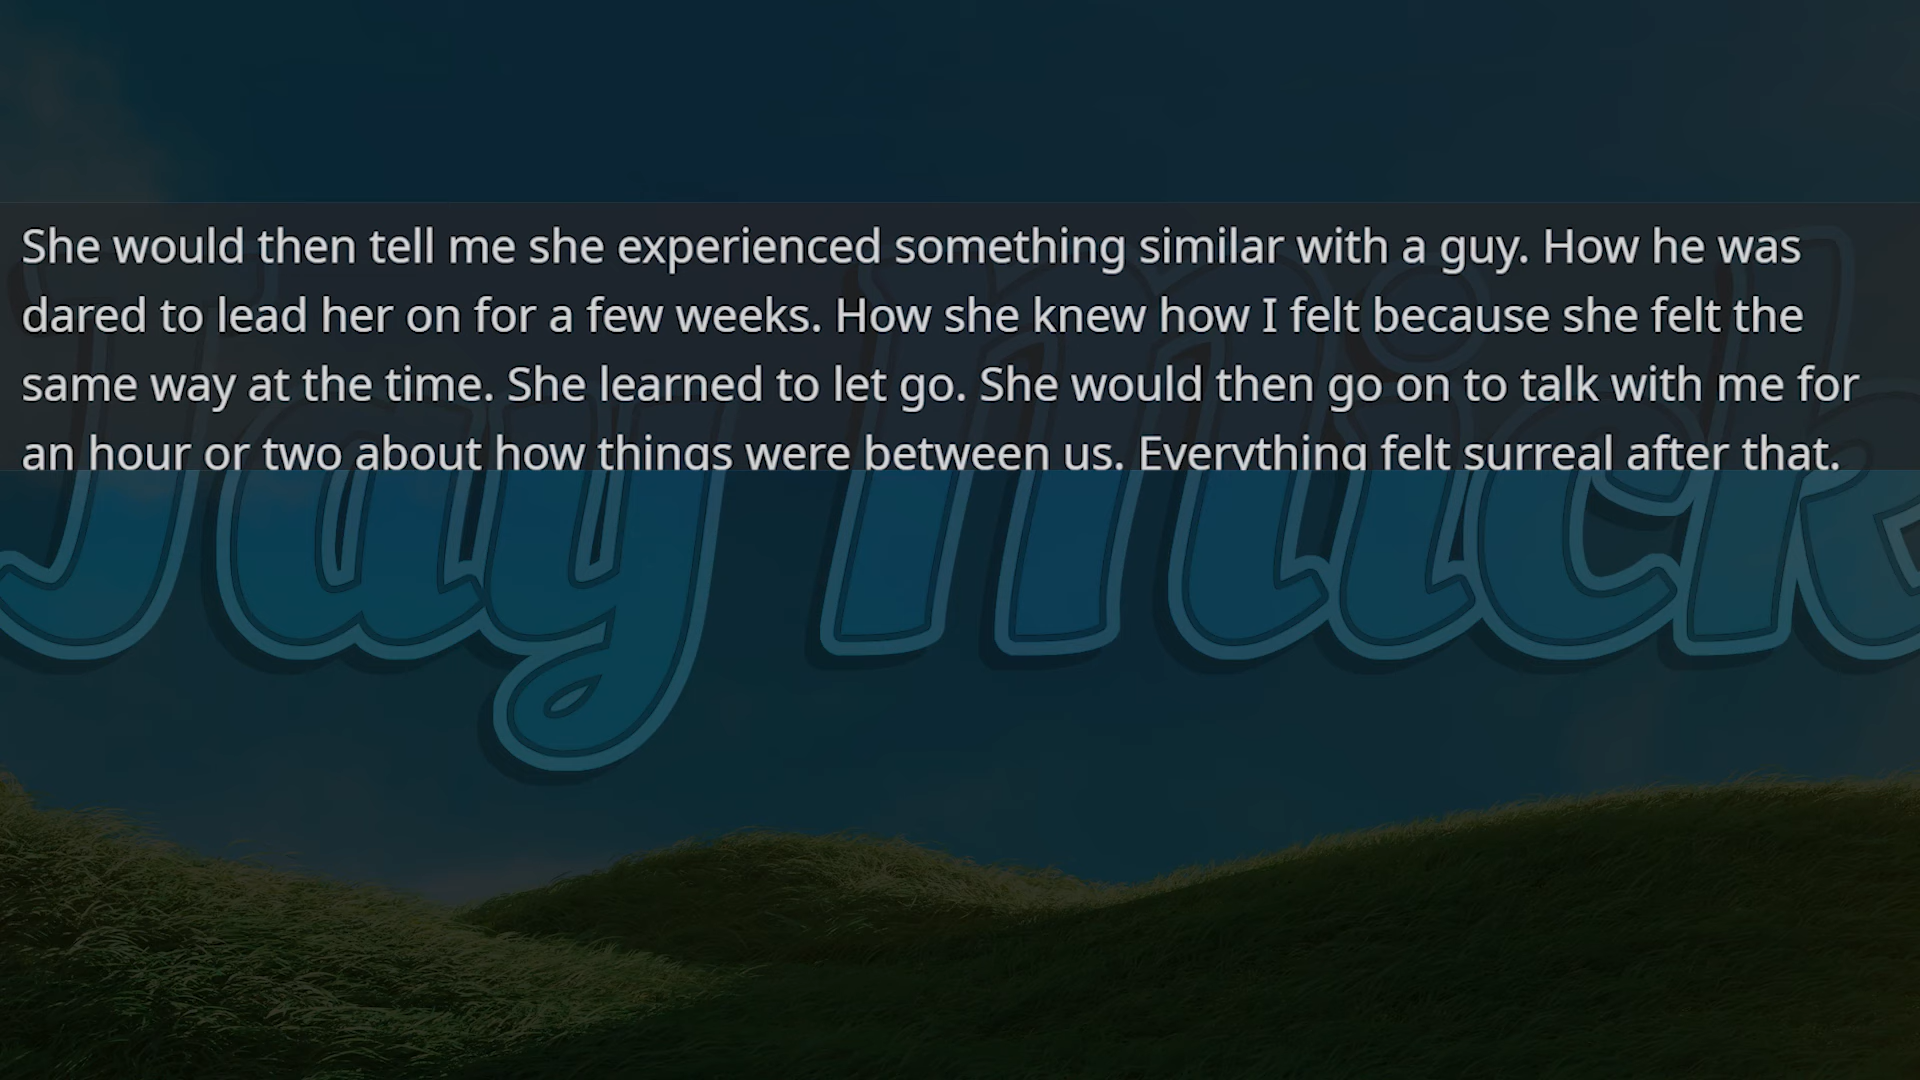 She would then tell me she experienced something similar with a guy. How he was
dared to lead her on for a few weeks. How she knew how I felt because she felt the
same way at the time. She learned to let go. She would then go on to talk with me for
an hour or two about how things were between us. Everything felt surreal after that.
Jay Mick